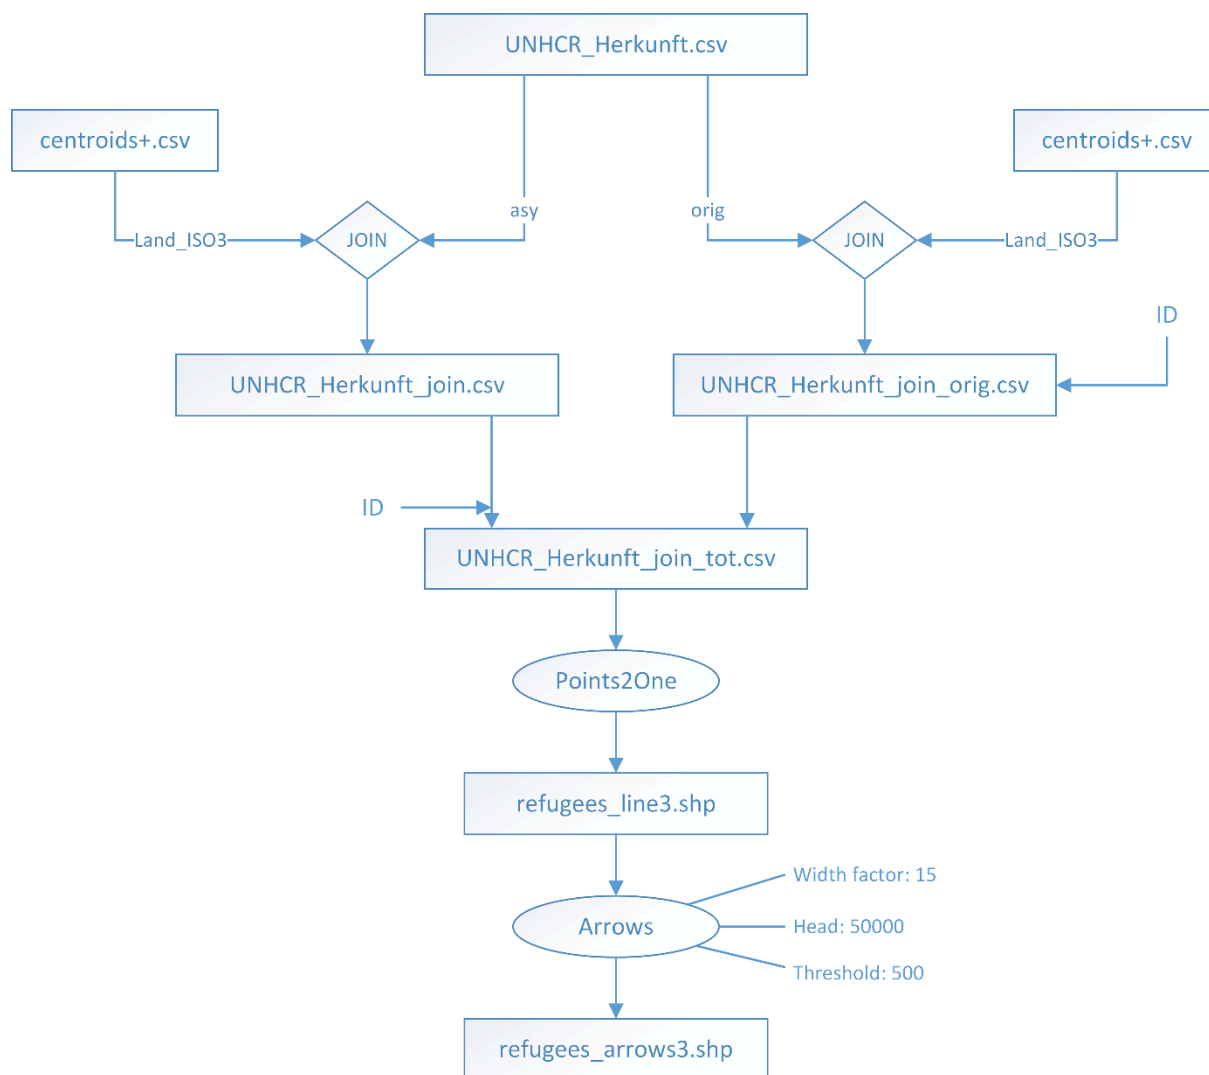 UNHCR_Herkunft.csv
centroids+.csv
centroids+.csv
asy
orig
Land_ISO3
JOIN
JOIN
Land_ISO3
ID
UNHCR_Herkunft_join.csv
UNHCR_Herkunft_join_orig.csv
ID
UNHCR_Herkunft_join_tot.csv
Points2One
refugees_line3.shp
Width factor: 15
Arrows
Head: 50000
Threshold: 500
refugees_arrows3.shp